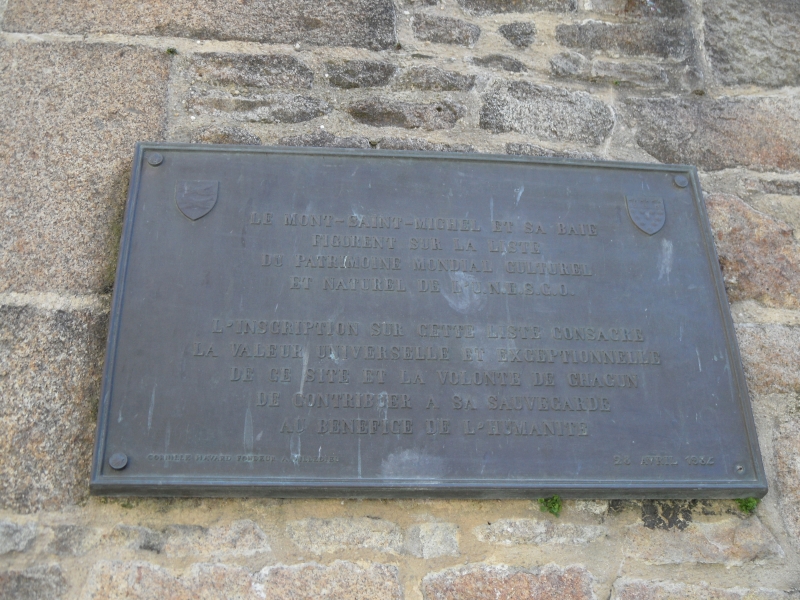 LE MONT-SAINT-MICHEL ET SA BAIE
FIGURENT SUR LA LISTE
DU PATRIMOINE MONDIAL CULTUREL
ET NATUREL DE L'U.N.E.S.C.O.
L'INSCRIPTION SUR CETTE LISTE CONSACRE
LA VALEUR UNIVERSELLE ET EXCEPTIONNELLE
DE CE SITE ET LA VOLONTE DE CHACUN
DE CONTRIBUER A SA SAUVEGARDE
AU BENEFICE DE L'HUMANITE
AVRIL